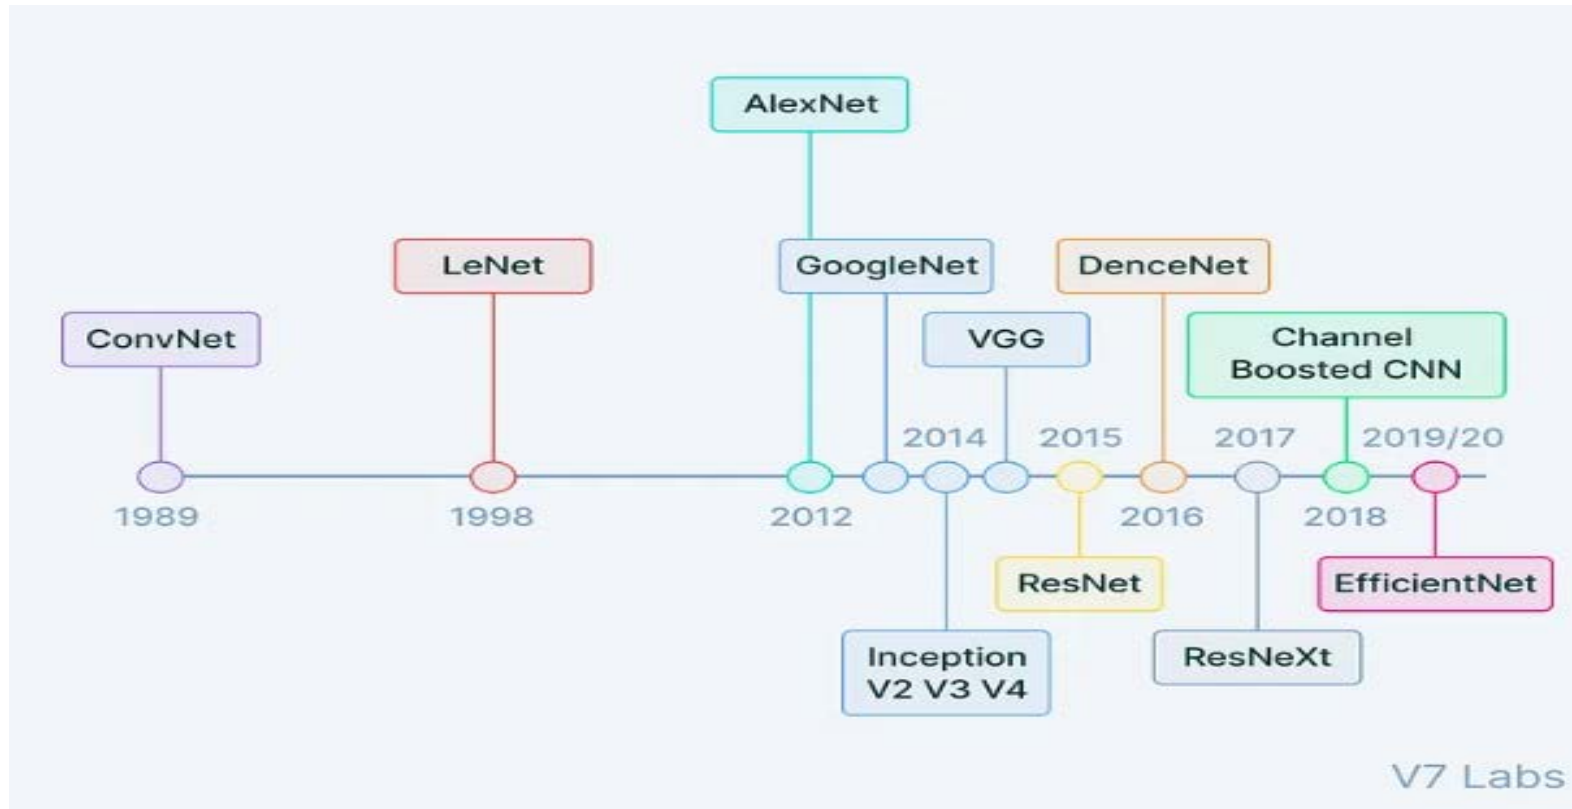 AlexNet
LeNet
GoogleNet
DenceNet
ConvNet
VGG
Channel
Boosted CNN
2014
2015
2017
2019/20
1989
1998
2012
2016
2018
ResNet
EfficientNet
Inception
V2 V3 V4
ResNeXt
V7 Labs